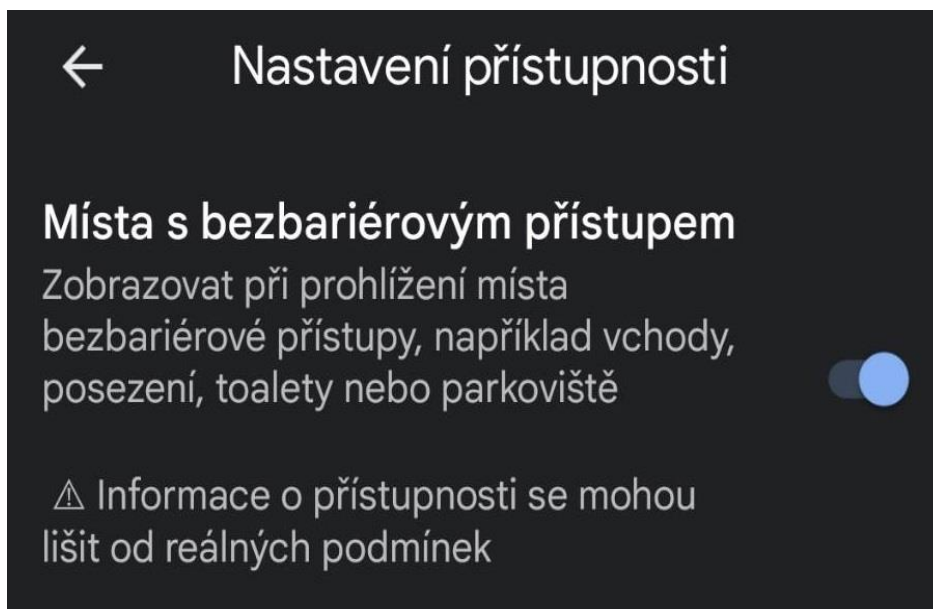 Nastavení přístupnosti
Místa s bezbariérovým přístupem
Zobrazovat při prohlížení místa
bezbariérové přístupy, například vchody,
posezení, toalety nebo parkoviště
⚠ Informace o přístupnosti se mohou
lišit od reálných podmínek